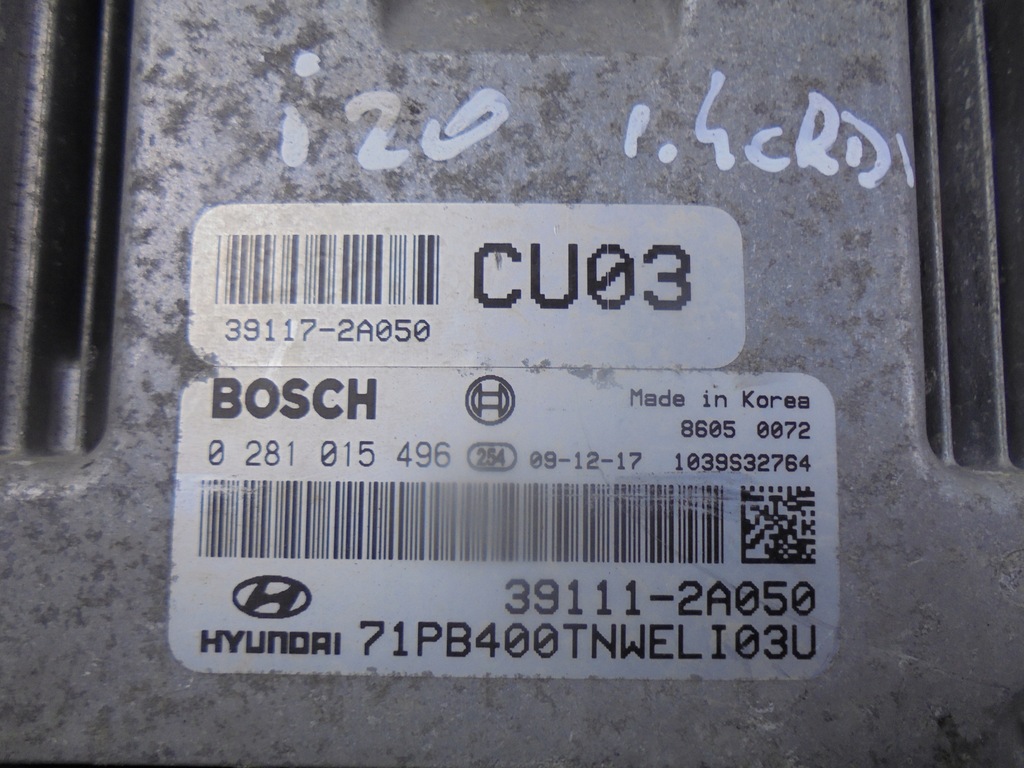 i20 1.4CRDI
CU03
39117-2A050
BOSCH Made in Korea
8605 0072
0 281 015 496 254 09-12-17 1039S32764
39111-2A050
HYUNDAI 71PB400TNWELI03U